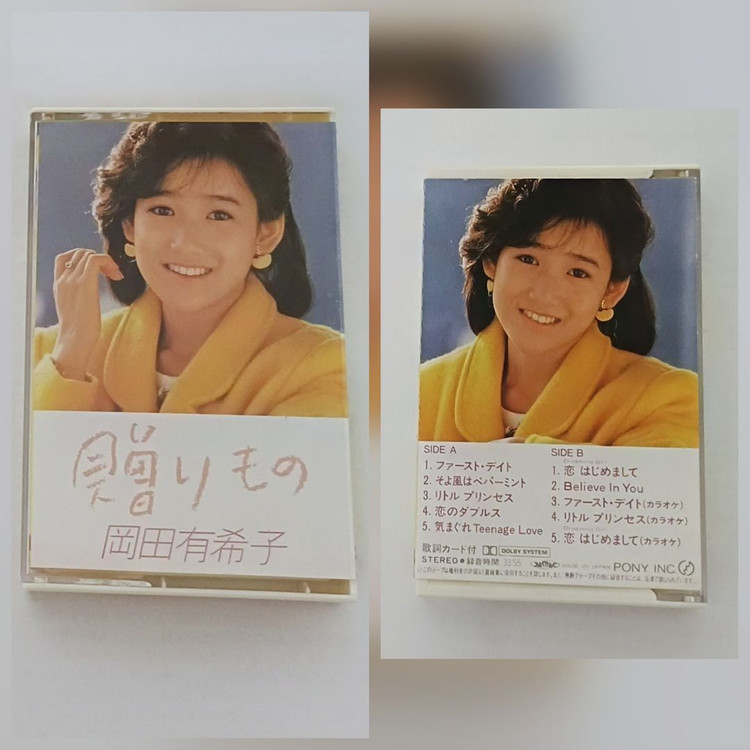 贈りもの
岡田有希子
SIDE A
1. ファースト・デイト
2. そよ風はペパーミント
3. リトル プリンセス
4. 恋のダブルス
5. 気まぐれTeenage Love
歌詞カード付 DOLBY SYSTEM
STEREO ● 録音時間 33'55"
SIDE B
1. 恋 はじめまして
2. Believe In You
3. ファースト・デイト(カラオケ)
4. リトル プリンセス(カラオケ)
5. 恋 はじめまして(カラオケ)
MADE IN JAPAN PONY INC